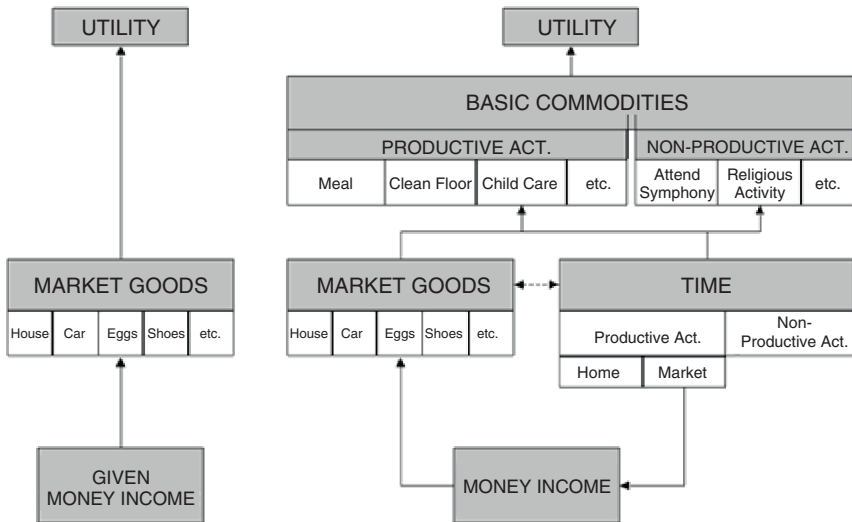 UTILITY
MARKET GOODS
House Car Eggs Shoes etc.
GIVEN
MONEY INCOME
UTILITY
BASIC COMMODITIES
PRODUCTIVE ACT. NON-PRODUCTIVE ACT.
Meal Clean Floor Child Care etc. Attend Symphony Religious Activity etc.
MARKET GOODS
House Car Eggs Shoes etc.
TIME
Productive Act. Non-
Productive Act.
Home Market
MONEY INCOME